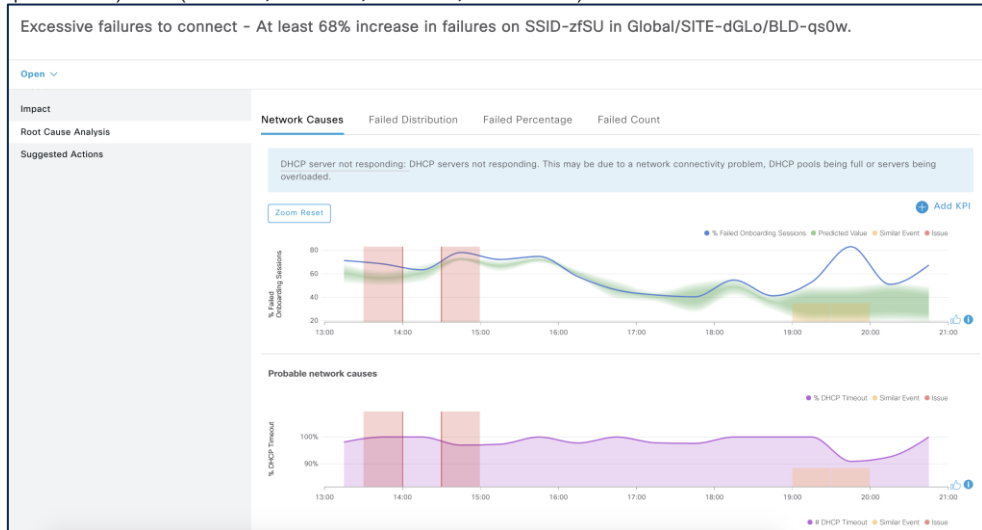 Excessive failures to connect - At least 68% increase in failures on SSID-zfSU in Global/SITE-dGLo/BLD-qs0w.
Open
Impact
Root Cause Analysis
Suggested Actions
Network Causes Failed Distribution Failed Percentage Failed Count
DHCP server not responding: DHCP servers not responding. This may be due to a network connectivity problem, DHCP pools being full or servers being
overloaded.
Zoom Reset
Add KPI
% Failed Onboarding Sessions Predicted Value Similar Event Issue
% Failed
Onboarding Sessions
80
60
40
20
13:00 14:00 15:00 16:00 17:00 18:00 19:00 20:00 21:00
Probable network causes
% DHCP Timeout Similar Event Issue
% DHCP Timeout
100%
90%
13:00 14:00 15:00 16:00 17:00 18:00 19:00 20:00 21:00
# DHCP Timeout Similar Event Issue